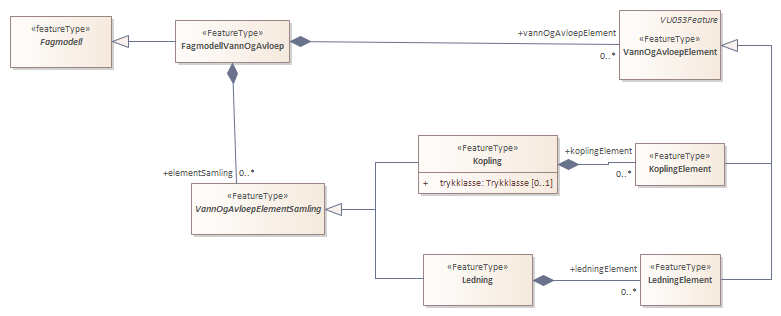 «featureType»
Fagmodell
«FeatureType»
FagmodellVannOgAvloep
+vannOgAvloepElement
0..*
VU053Feature
«FeatureType»
VannOgAvloepElement
+elementSamling
0..*
«FeatureType»
VannOgAvloepElementSamling
«FeatureType»
Kopling
+ trykklasse: Trykklasse [0..1]
+koplingElement
0..*
«FeatureType»
KoplingElement
«FeatureType»
Ledning
+ledningElement
0..*
«FeatureType»
LedningElement